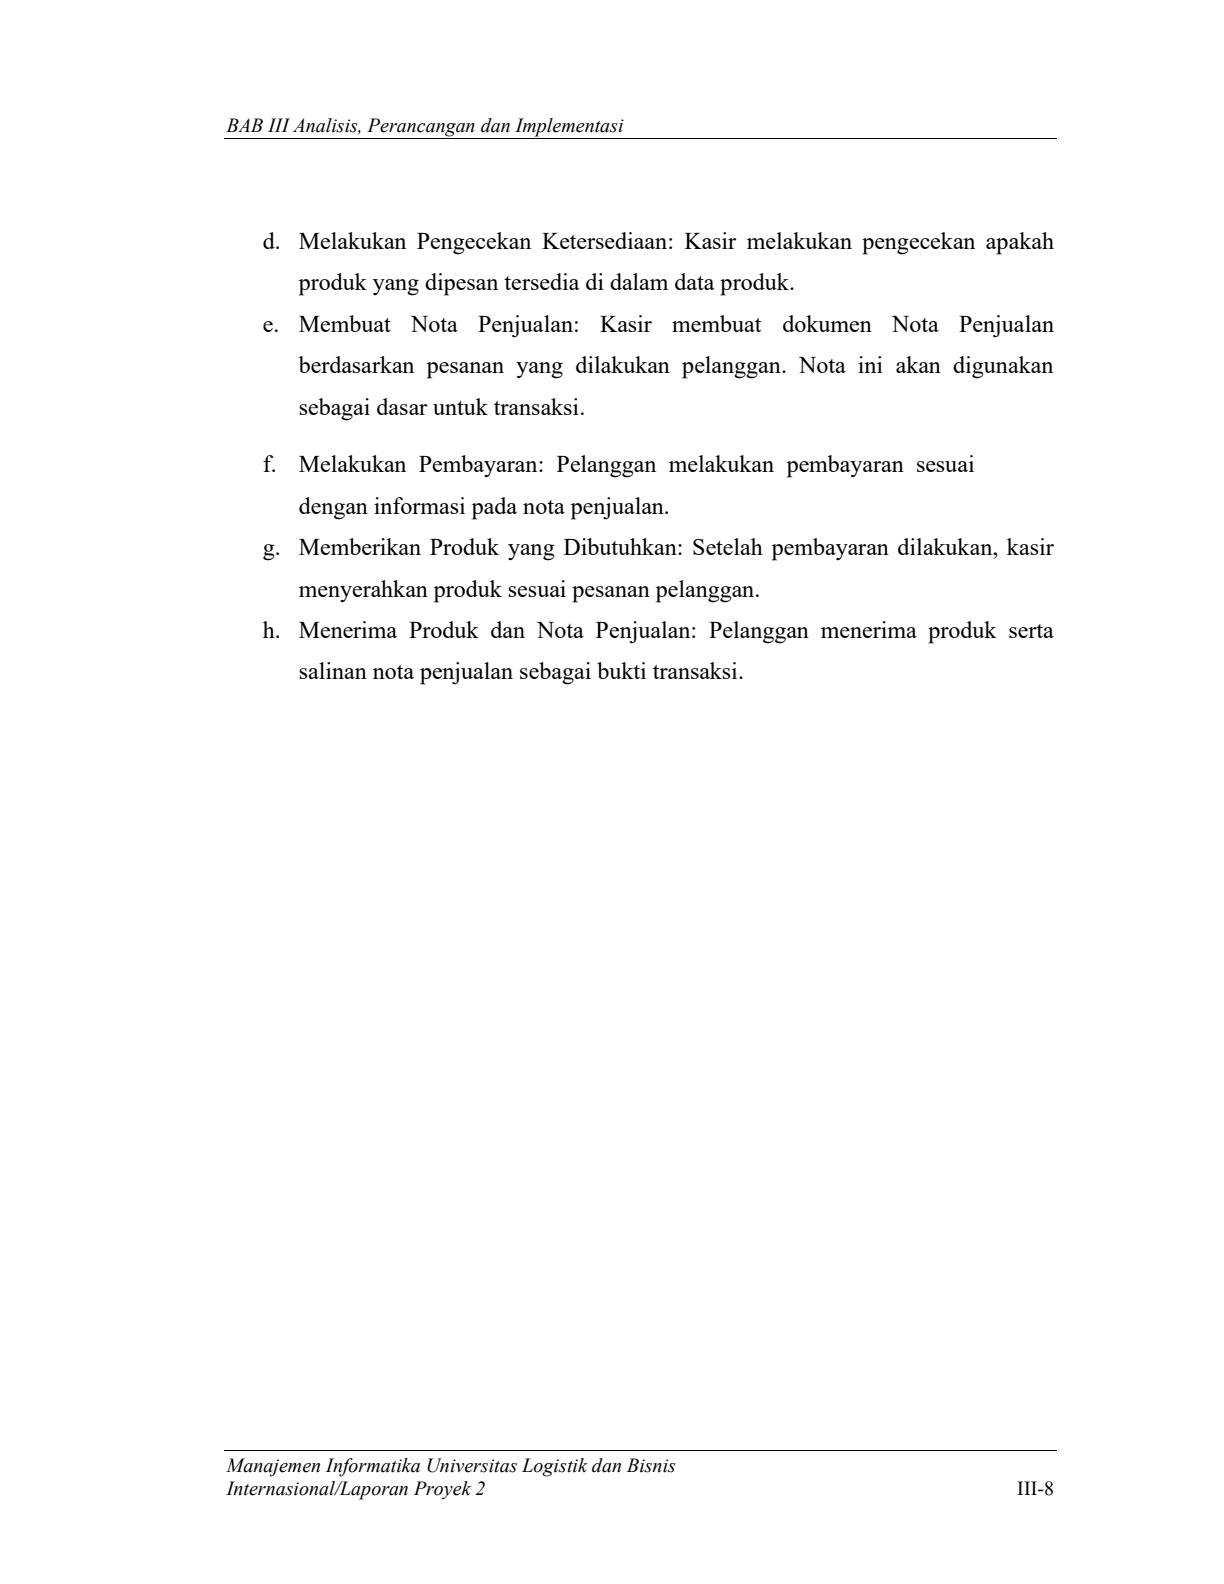 BAB III Analisis, Perancangan dan Implementasi
d. Melakukan Pengecekan Ketersediaan: Kasir melakukan pengecekan apakah
produk yang dipesan tersedia di dalam data produk.
e. Membuat Nota Penjualan: Kasir membuat dokumen Nota Penjualan
berdasarkan pesanan yang dilakukan pelanggan. Nota ini akan digunakan
sebagai dasar untuk transaksi.
f. Melakukan Pembayaran: Pelanggan melakukan pembayaran sesuai
dengan informasi pada nota penjualan.
g. Memberikan Produk yang Dibutuhkan: Setelah pembayaran dilakukan, kasir
menyerahkan produk sesuai pesanan pelanggan.
h. Menerima Produk dan Nota Penjualan: Pelanggan menerima produk serta
salinan nota penjualan sebagai bukti transaksi.
Manajemen Informatika Universitas Logistik dan Bisnis
Internasional/Laporan Proyek 2 III-8